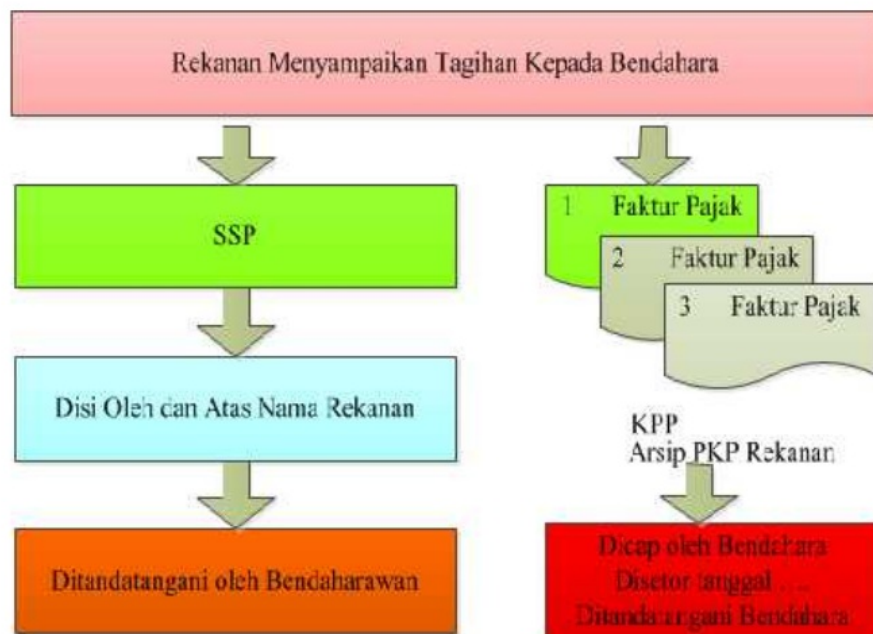 Rekanan Menyampaikan Tagihan Kepada Bendahara
SSP
Disi Oleh dan Atas Nama Rekanan
Ditandatangani oleh Bendaharawan
1 Faktur Pajak
2 Faktur Pajak
3 Faktur Pajak
KPP
Arsip PKP Rekanan
Dicap oleh Bendahara
Disetor tanggal ....
Ditandatangani Bendahara